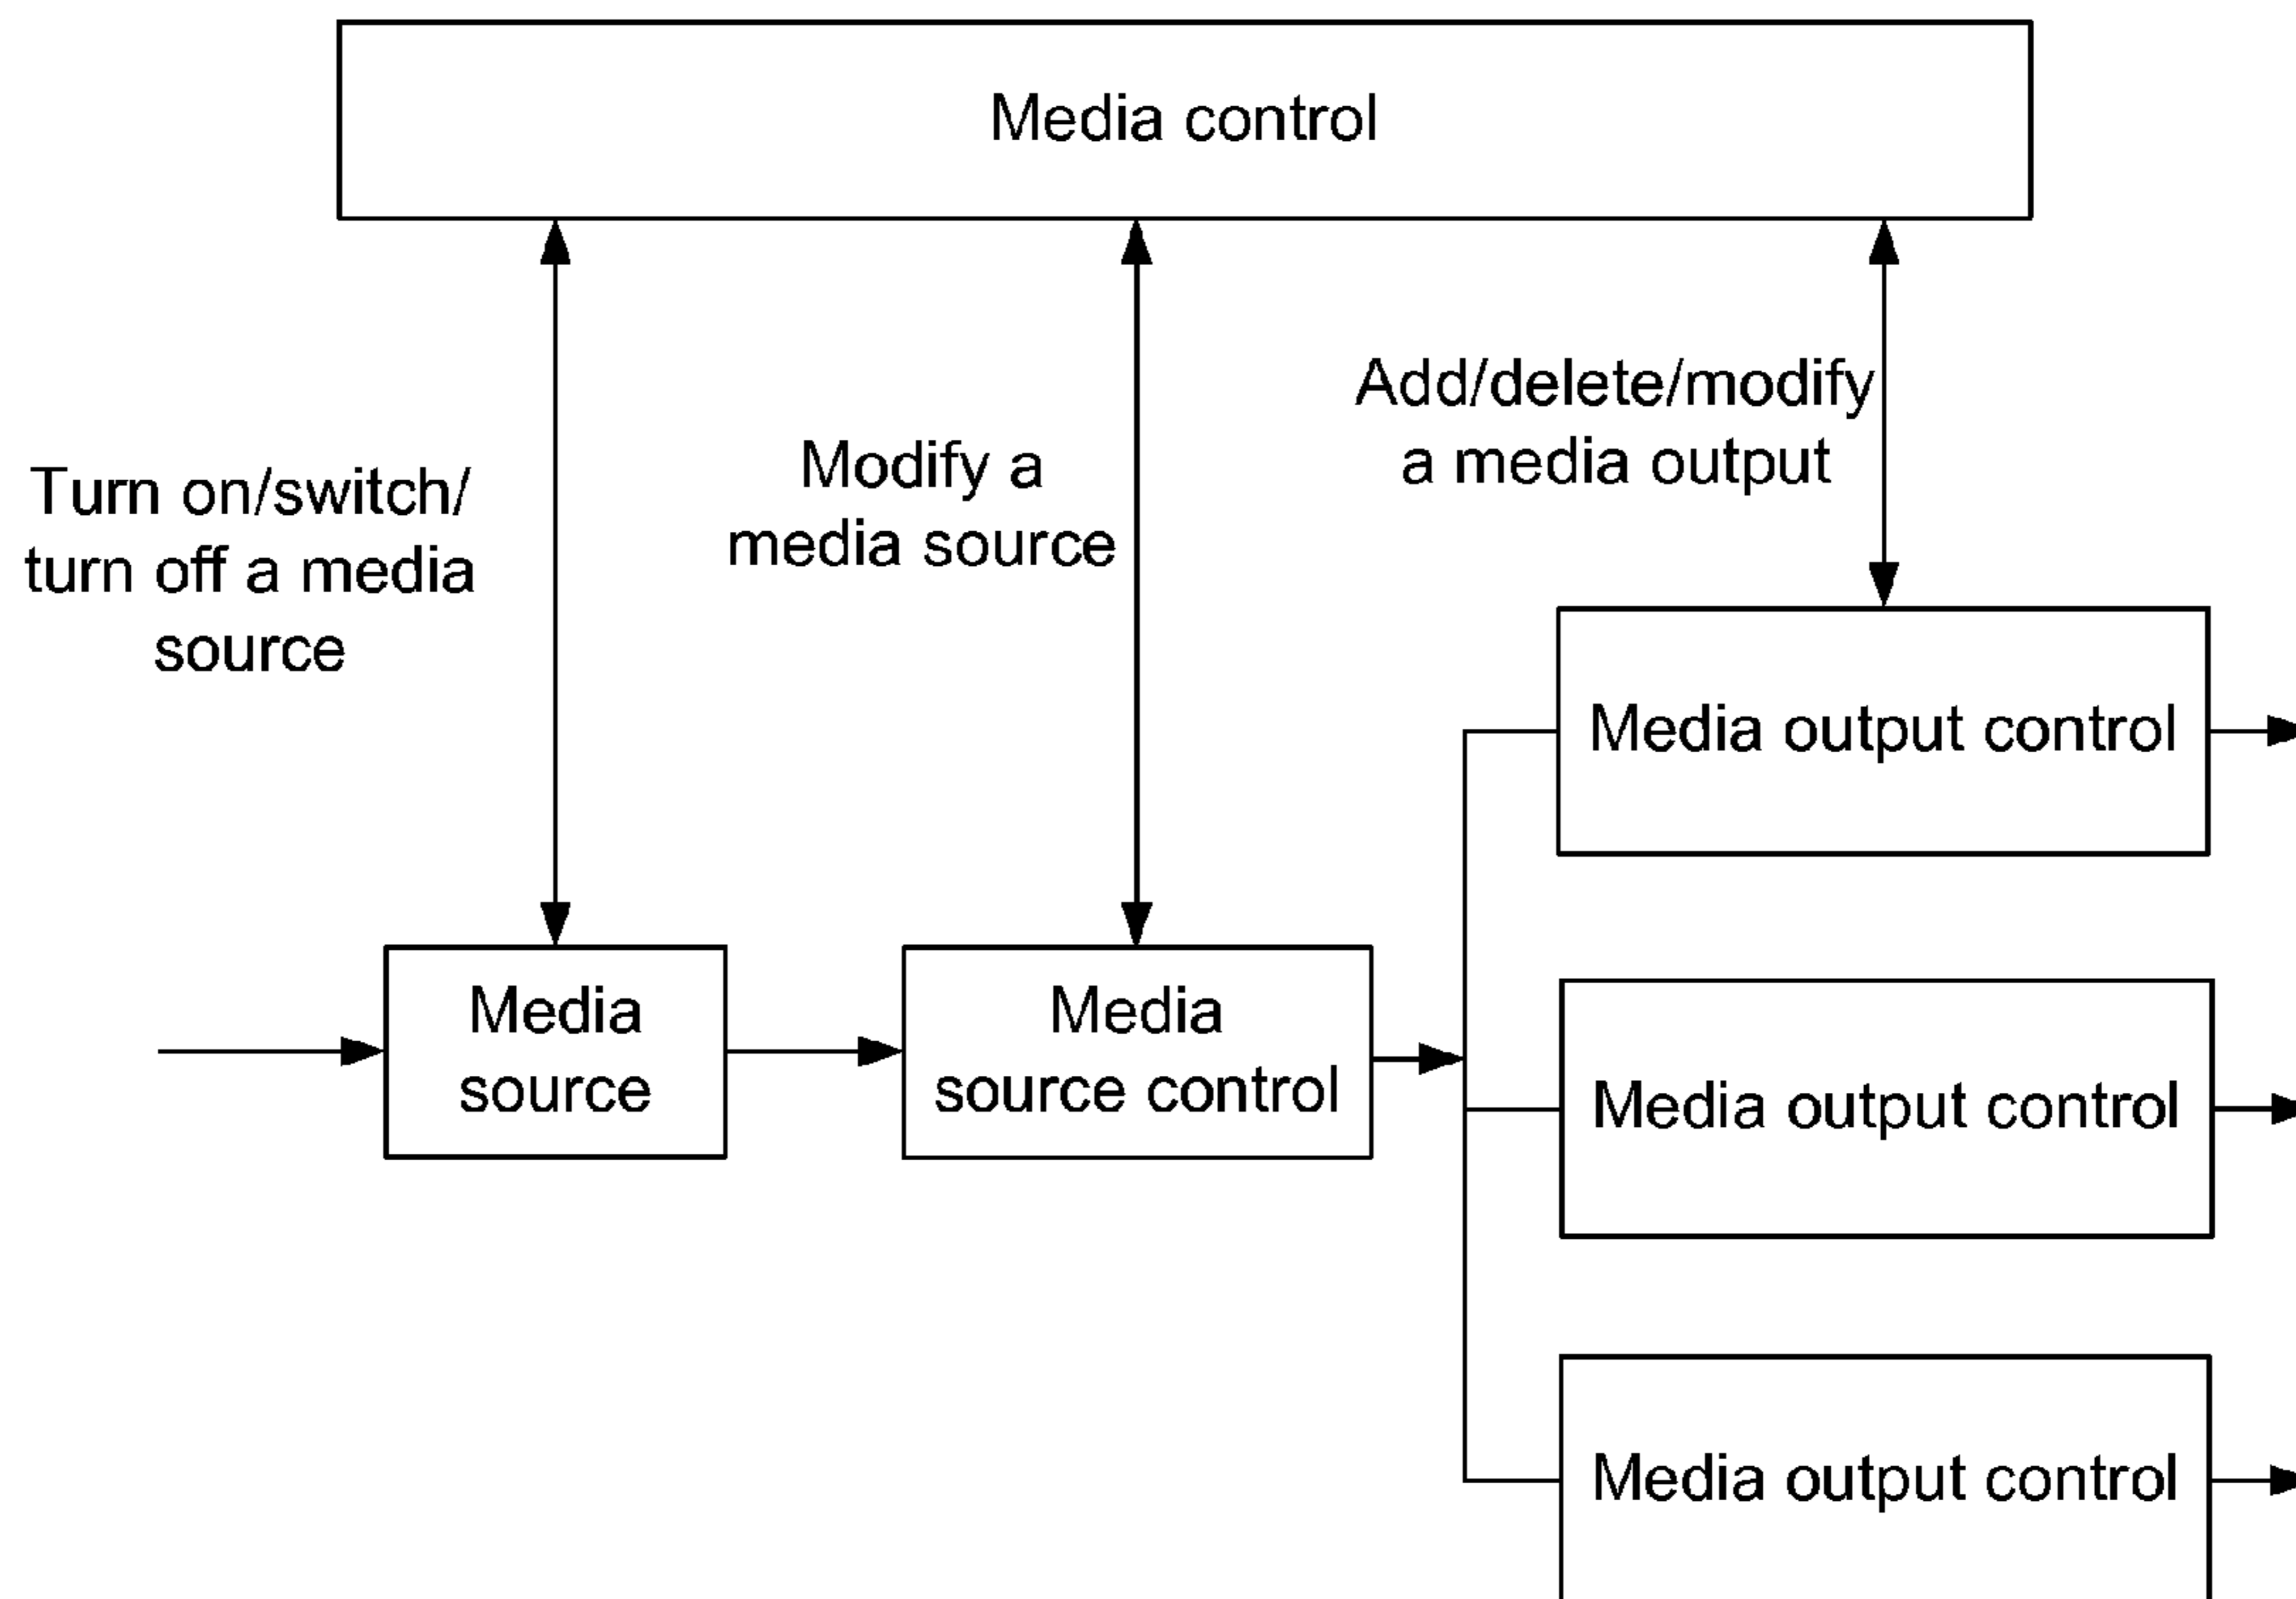 Media control
Turn on/switch/
turn off a media
source
Modify a
media source
Add/delete/modify
a media output
Media
source
Media
source control
Media output control
Media output control
Media output control